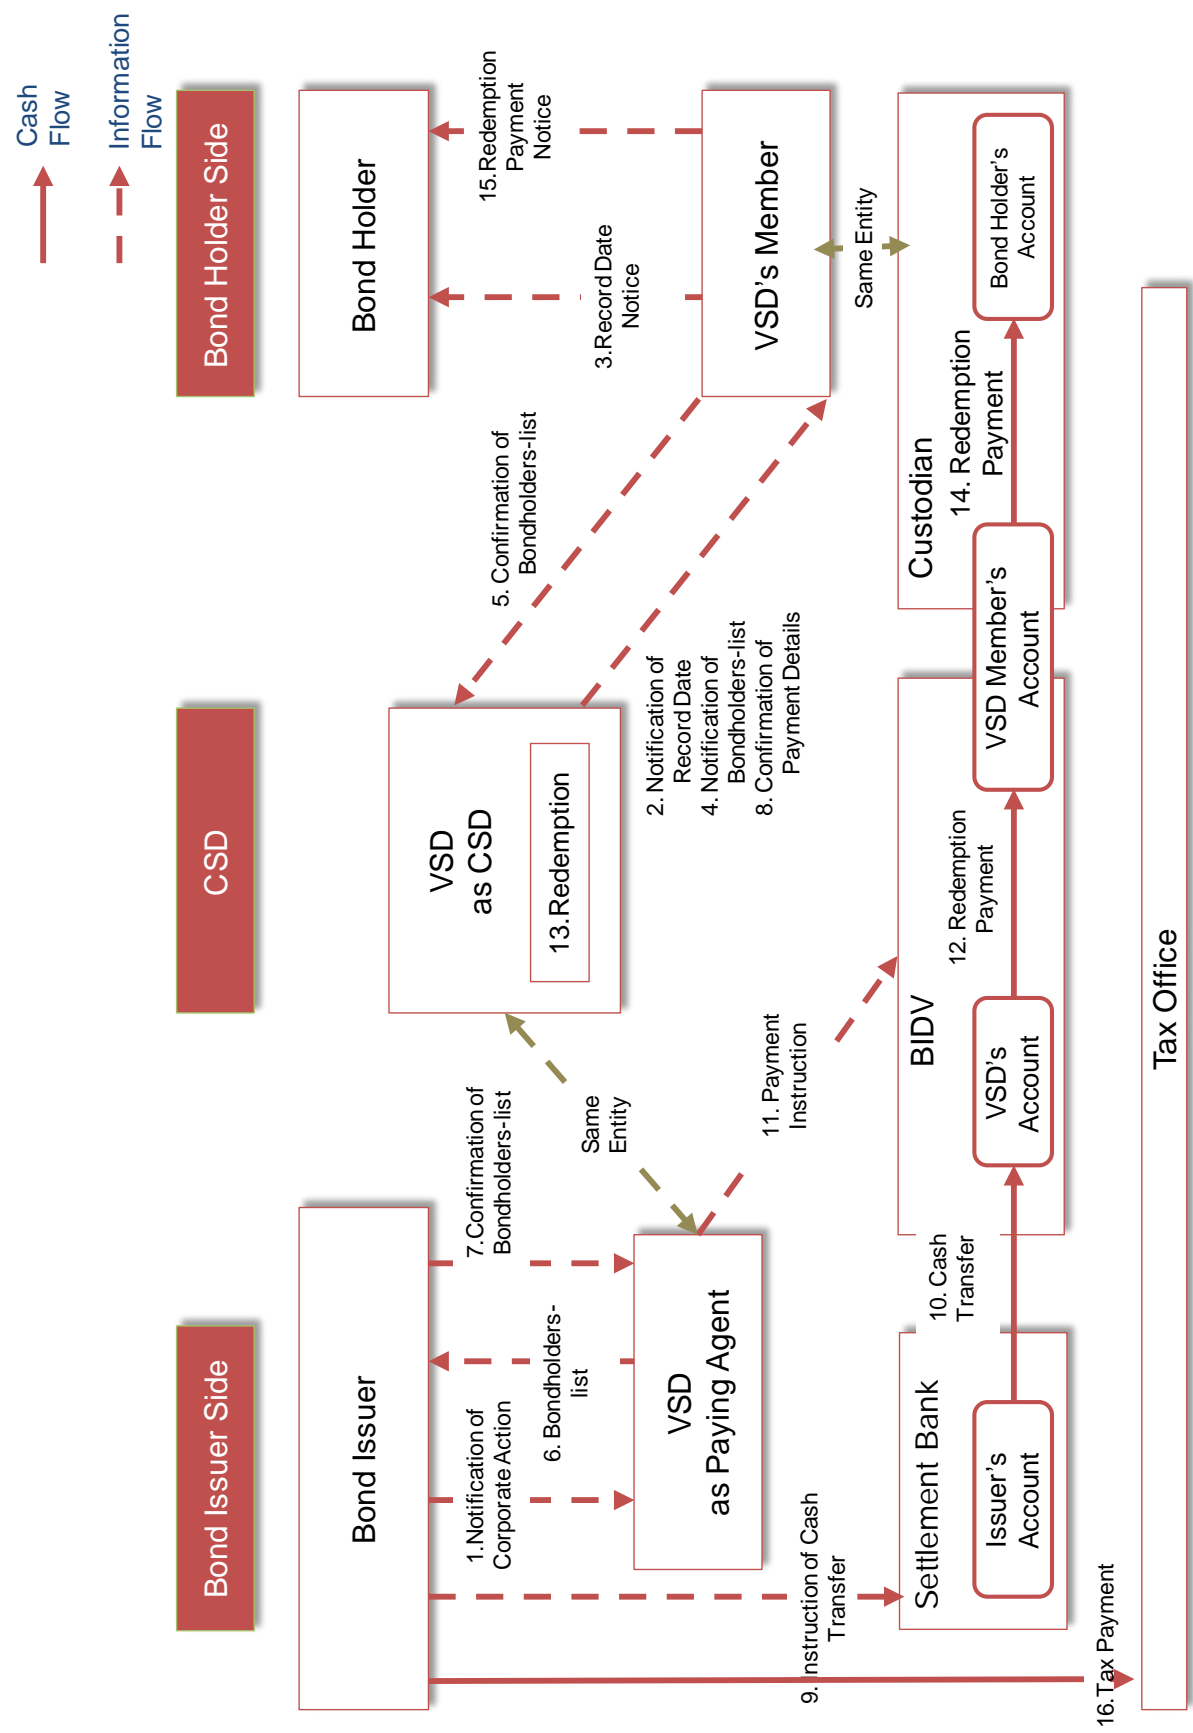 Cash
Flow
Information
Flow
Bond Issuer Side
CSD
Bond Holder Side
Bond Issuer
Bond Holder
1.Notification of
Corporate Action
6. Bondholders-
list
7.Confirmation of
Bondholders-list
VSD
as CSD
13.Redemption
5. Confirmation of
Bondholders-list
3.Record Date
Notice
15.Redemption
Payment
Notice
Same
Entity
VSD
as Paying Agent
2. Notification of
Record Date
4. Notification of
Bondholders-list
8. Confirmation of
Payment Details
VSD's Member
9. Instruction of Cash
Transfer
11. Payment
Instruction
Same Entity
Settlement Bank
10. Cash
Transfer
BIDV
12. Redemption
Payment
Custodian
14. Redemption
Payment
Issuer's
Account
VSD's
Account
VSD Member's
Account
Bond Holder's
Account
16.Tax Payment
Tax Office